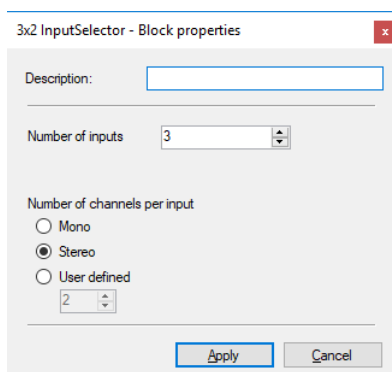 3x2 InputSelector - Block properties
x
Description:
Number of inputs 3
Number of channels per input
Mono
Stereo
User defined
2
Apply Cancel